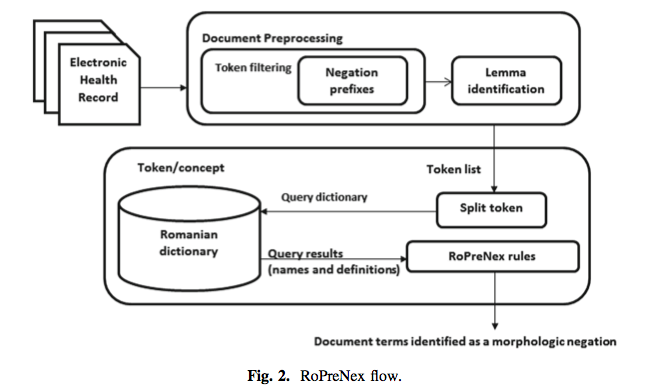 Electronic
Health
Record
Document Preprocessing
Token filtering
Negation
prefixes
Lemma
identification
Token/concept
Token list
Query dictionary
Split token
Romanian
dictionary
Query results
(names and definitions)
RoPreNex rules
Document terms identified as a morphologic negation
Fig. 2. RoPreNex flow.